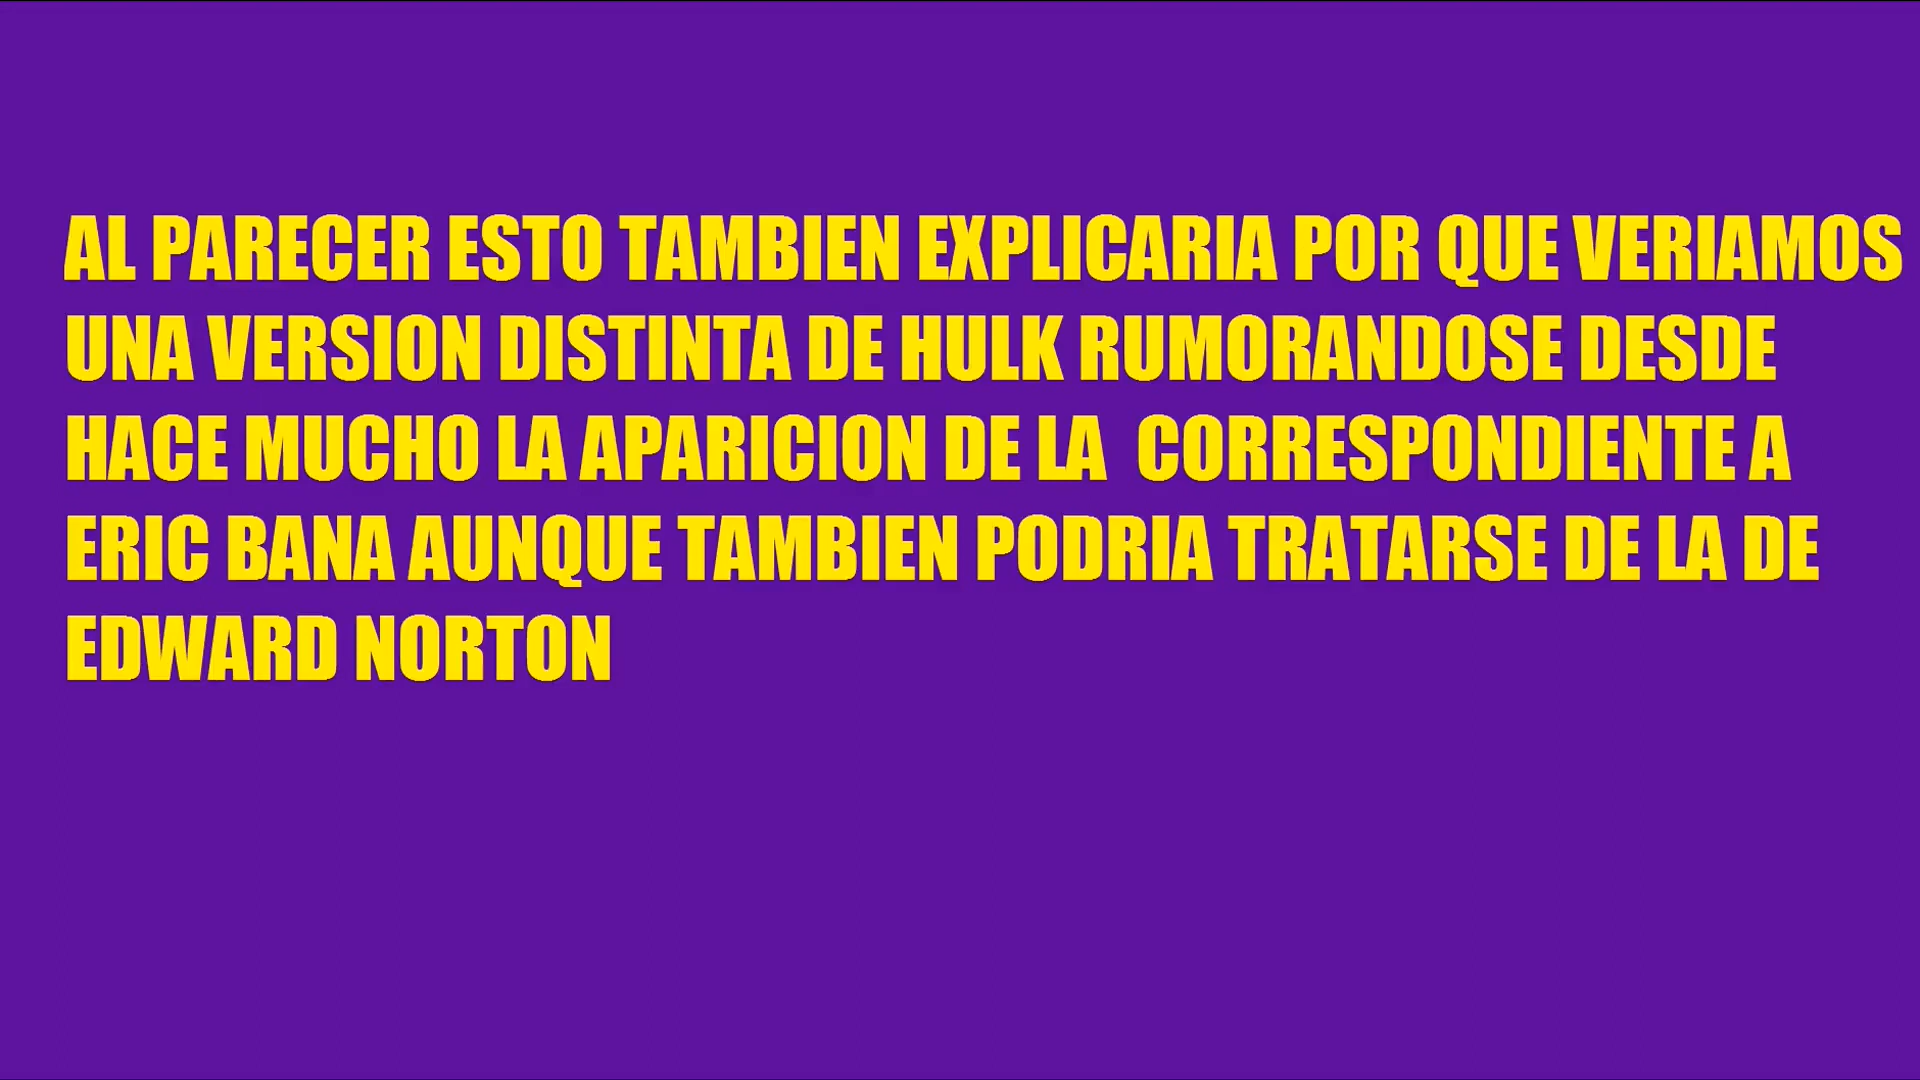 AL PARECER ESTO TAMBIEN EXPLICARIA POR QUE VERIAMOS
UNA VERSION DISTINTA DE HULK RUMORANDOSE DESDE
HACE MUCHO LA APARICION DE LA  CORRESPONDIENTE A
ERIC BANA AUNQUE TAMBIEN PODRIA TRATARSE DE LA DE
EDWARD NORTON